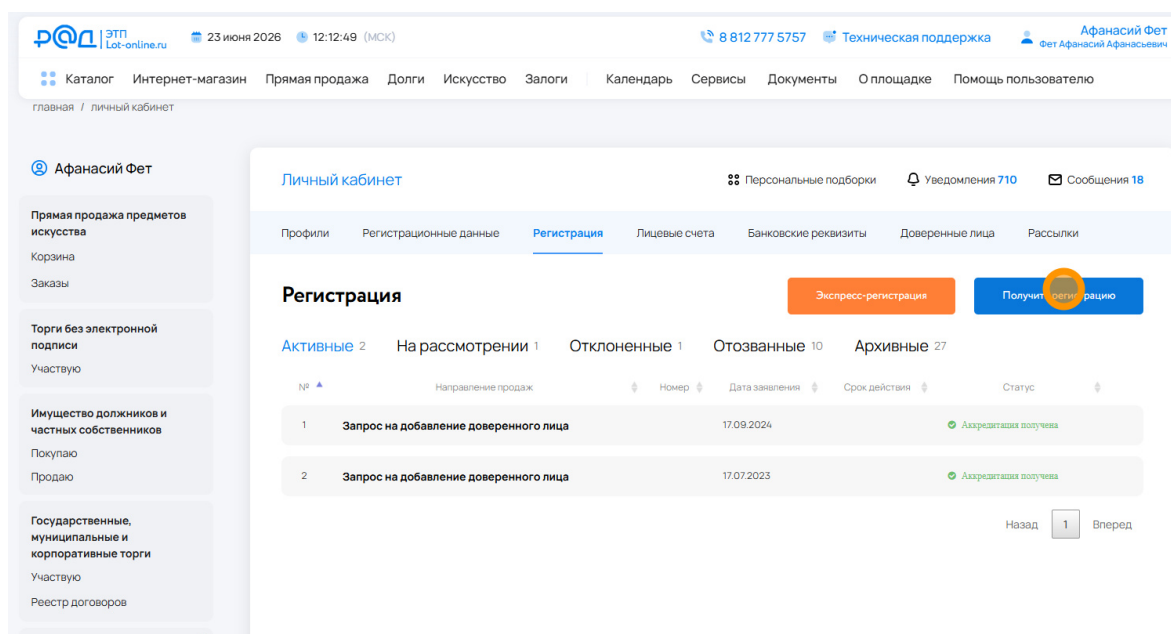 РАД ЭТП
Lot-online.ru
23 июня 2026 12:12:49 (МСК)
8 812 777 5757
Техническая поддержка
Афанасий Фет
Фет Афанасий Афанасьевич
Каталог Интернет-магазин Прямая продажа Долги Искусство Залоги Календарь Сервисы Документы О площадке Помощь пользователю
главная / личный кабинет
Афанасий Фет
Прямая продажа предметов
искусства
Корзина
Заказы
Торги без электронной
подписи
Участвую
Имущество должников и
частных собственников
Покупаю
Продаю
Государственные,
муниципальные и
корпоративные торги
Участвую
Реестр договоров
Личный кабинет
Персональные подборки Уведомления 710 Сообщения 18
Профили Регистрационные данные Регистрация Лицевые счета Банковские реквизиты Доверенные лица Рассылки
Регистрация
Экспресс-регистрация
Получить регистрацию
Активные 2 На рассмотрении 1 Отклоненные 1 Отозванные 10 Архивные 27
№ Направление продаж Номер Дата заявления Срок действия Статус
1 Запрос на добавление доверенного лица 17.09.2024 Аккредитация получена
2 Запрос на добавление доверенного лица 17.07.2023 Аккредитация получена
Назад 1 Вперед